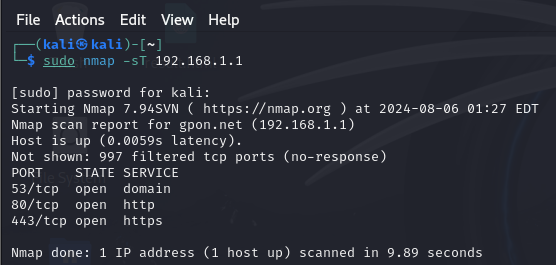 File Actions Edit View Help
┌──(kali㉿kali)-[~]
└─$ sudo nmap -sT 192.168.1.1
[sudo] password for kali:
Starting Nmap 7.94SVN ( https://nmap.org ) at 2024-08-06 01:27 EDT
Nmap scan report for gpon.net (192.168.1.1)
Host is up (0.0059s latency).
Not shown: 997 filtered tcp ports (no-response)
PORT    STATE SERVICE
53/tcp  open  domain
80/tcp  open  http
443/tcp open  https
Nmap done: 1 IP address (1 host up) scanned in 9.89 seconds